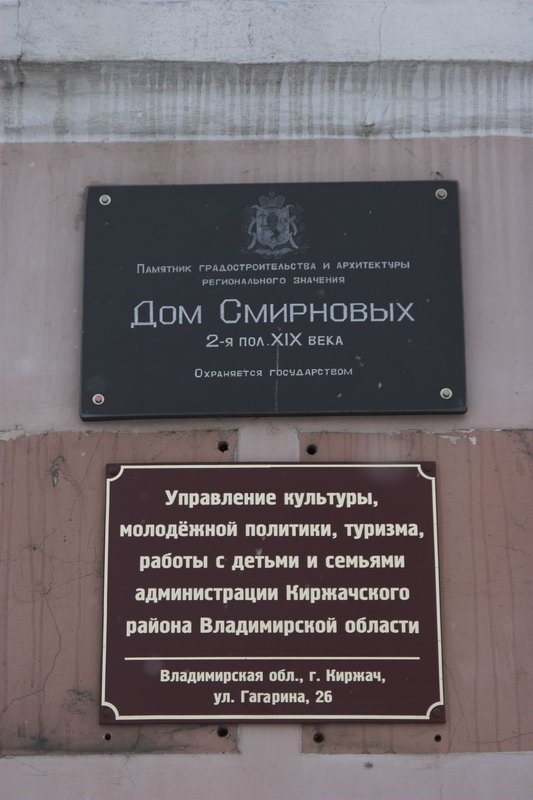 Памятник градостроительства и архитектуры
регионального значения
Дом Смирновых
2-я пол. XIX века
Охраняется государством
Управление культуры,
молодёжной политики, туризма,
работы с детьми и семьями
администрации Киржачского
района Владимирской области
Владимирская обл., г. Киржач,
ул. Гагарина, 26